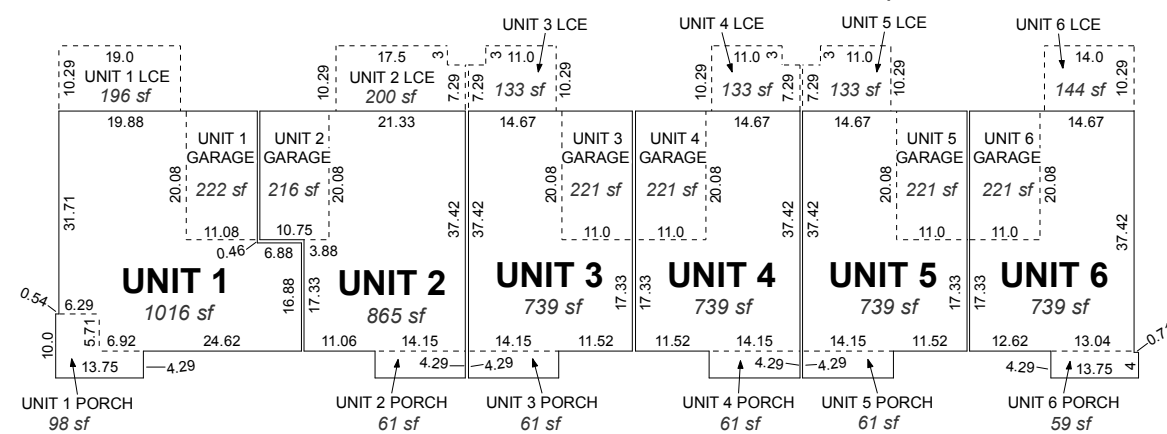 UNIT 3 LCE
UNIT 4 LCE
UNIT 5 LCE
UNIT 6 LCE
19.0
17.5
3
3
11.0
11.0
3
3
11.0
14.0
10.29
UNIT 1 LCE
196 sf
10.29
UNIT 2 LCE
200 sf
7.29
7.29
133 sf
10.29
10.29
133 sf
7.29
7.29
133 sf
10.29
144 sf
10.29
19.88
21.33
14.67
14.67
14.67
14.67
UNIT 1
GARAGE
222 sf
UNIT 2
GARAGE
216 sf
UNIT 3
GARAGE
221 sf
UNIT 4
GARAGE
221 sf
UNIT 5
GARAGE
221 sf
UNIT 6
GARAGE
221 sf
20.08
20.08
20.08
20.08
20.08
20.08
31.71
37.42
37.42
37.42
37.42
37.42
11.08
10.75
11.0
11.0
11.0
11.0
0.46
6.88
3.88
UNIT 1
1016 sf
UNIT 2
865 sf
UNIT 3
739 sf
UNIT 4
739 sf
UNIT 5
739 sf
UNIT 6
739 sf
16.88
17.33
17.33
17.33
17.33
17.33
0.54
6.29
10.0
5.71
6.92
24.62
11.06
14.15
14.15
11.52
11.52
14.15
14.15
11.52
12.62
13.04
13.75
4.29
4.29
4.29
4.29
4.29
4.29
13.75
4
UNIT 1 PORCH
98 sf
UNIT 2 PORCH
61 sf
UNIT 3 PORCH
61 sf
UNIT 4 PORCH
61 sf
UNIT 5 PORCH
61 sf
UNIT 6 PORCH
59 sf